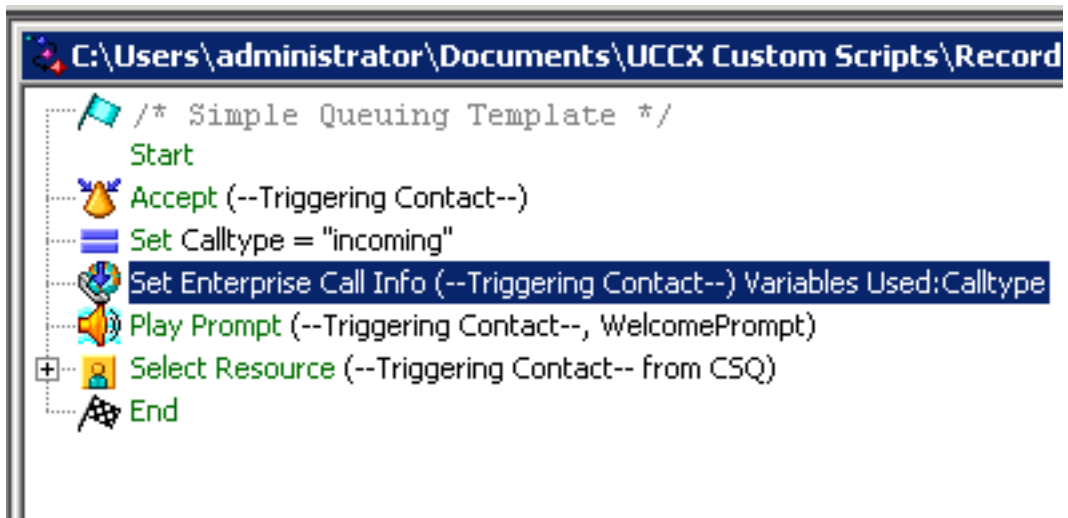 C:\Users\administrator\Documents\UCCX Custom Scripts\Record
/* Simple Queuing Template */
Start
Accept (--Triggering Contact--)
Set Calltype = "incoming"
Set Enterprise Call Info (--Triggering Contact--) Variables Used:Calltype
Play Prompt (--Triggering Contact--, WelcomePrompt)
Select Resource (--Triggering Contact-- from CSQ)
End